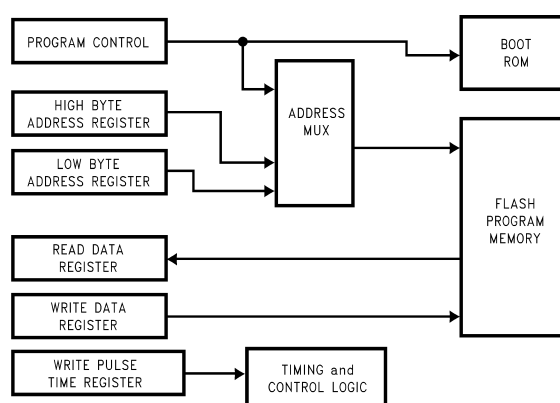 PROGRAM CONTROL
BOOT
ROM
HIGH BYTE
ADDRESS REGISTER
ADDRESS
MUX
LOW BYTE
ADDRESS REGISTER
FLASH
PROGRAM
MEMORY
READ DATA
REGISTER
WRITE DATA
REGISTER
WRITE PULSE
TIME REGISTER
TIMING and
CONTROL LOGIC